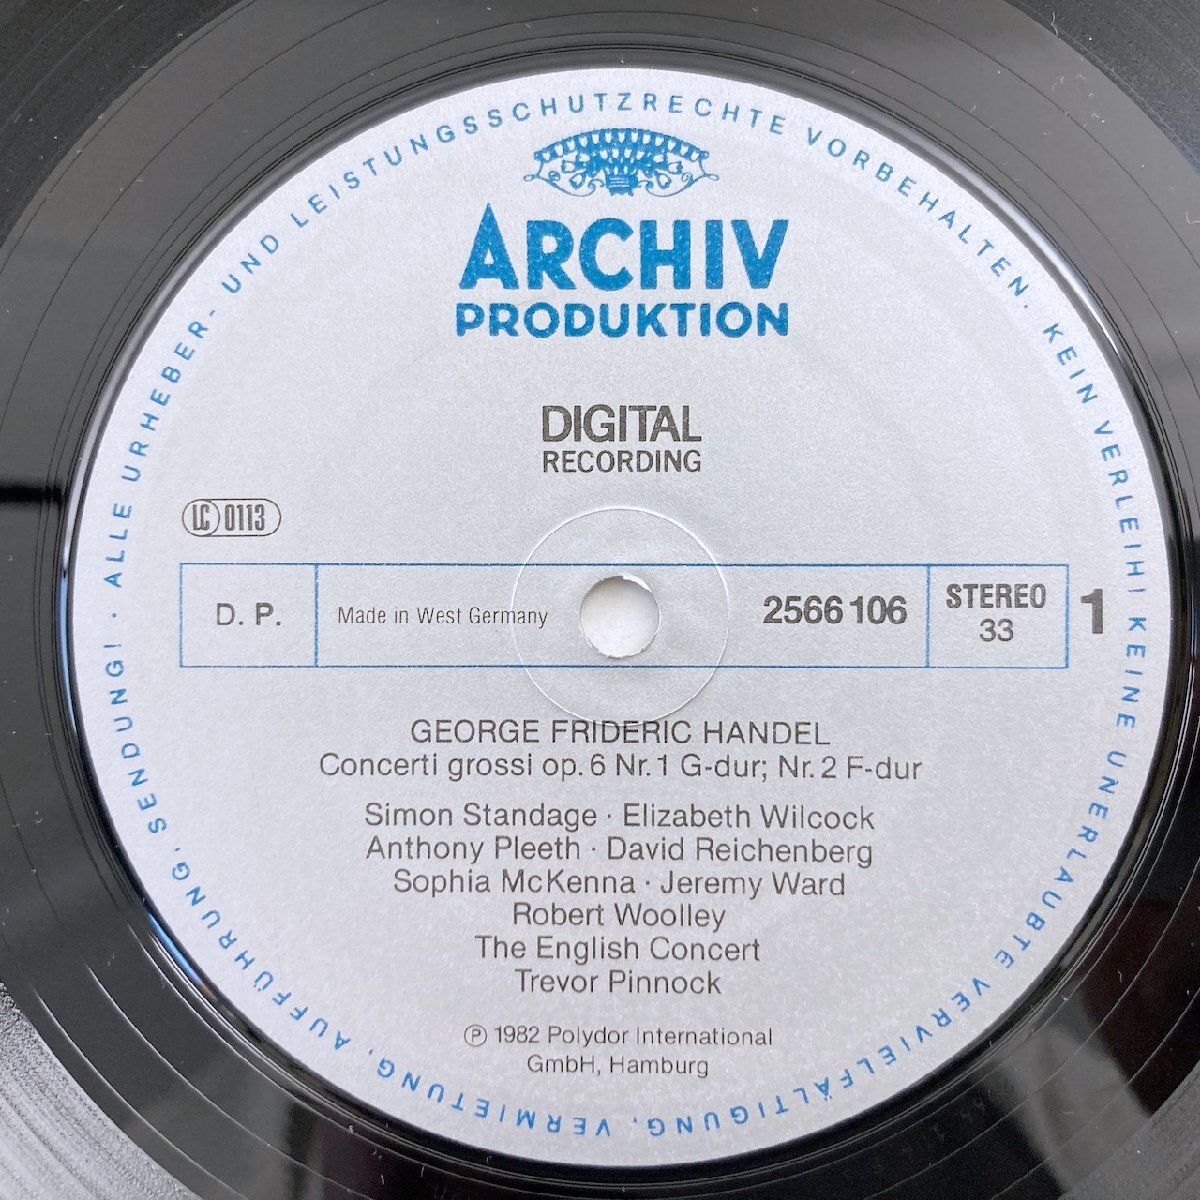 ALLE URHEBER- UND LEISTUNGSSCHUTZRECHTE VORBEHALTEN. KEIN VERLEIH! KEINE UNERLAUBTE VERVIELFÄLTIGUNG, VERMIETUNG, AUFFÜHRUNG, SENDUNG! ·
ARCHIV
PRODUKTION
DIGITAL
RECORDING
LC 0113
D. P. Made in West Germany 2566 106 STEREO 33 1
GEORGE FRIDERIC HANDEL
Concerti grossi op. 6 Nr. 1 G-dur; Nr. 2 F-dur
Simon Standage · Elizabeth Wilcock
Anthony Pleeth · David Reichenberg
Sophia McKenna · Jeremy Ward
Robert Woolley
The English Concert
Trevor Pinnock
℗ 1982 Polydor International
GmbH, Hamburg